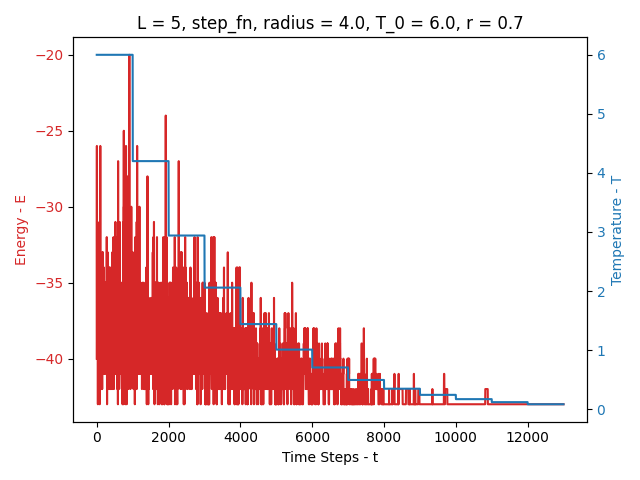 L = 5, step_fn, radius = 4.0, T_0 = 6.0, r = 0.7
Energy - E
−20
−25
−30
−35
−40
6
5
4
3
2
1
0
Temperature - T
0 2000 4000 6000 8000 10000 12000
Time Steps - t